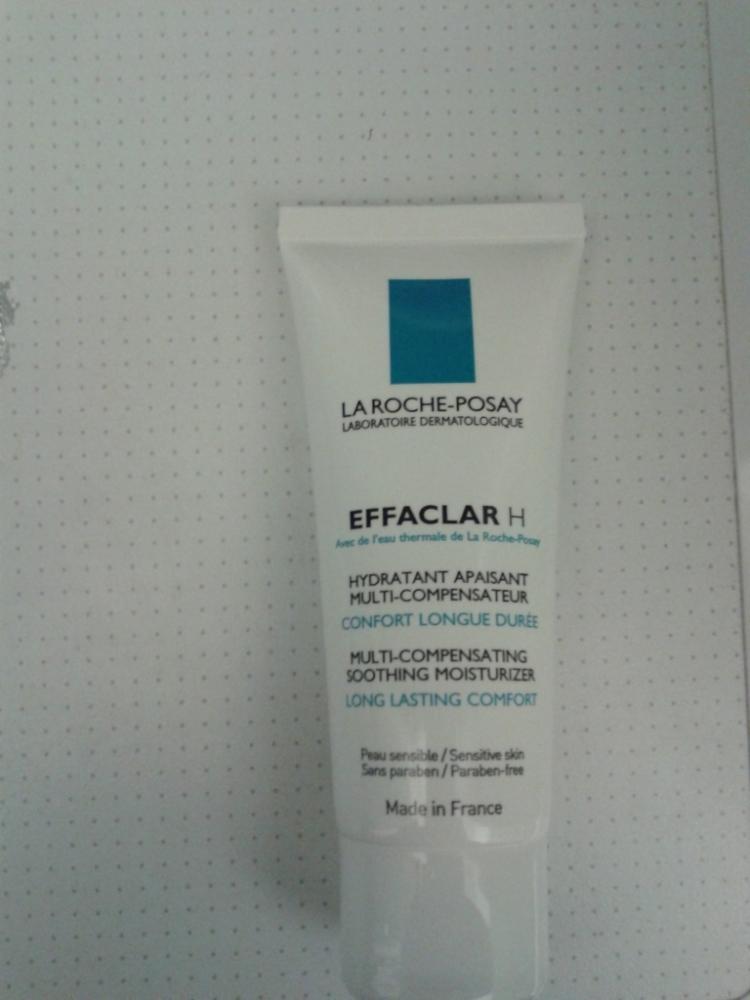 LA ROCHE-POSAY
LABORATOIRE DERMATOLOGIQUE
EFFACLAR H
Avec de l'eau thermale de La Roche-Posay
HYDRATANT APAISANT
MULTI-COMPENSATEUR
CONFORT LONGUE DURÉE
MULTI-COMPENSATING
SOOTHING MOISTURIZER
LONG LASTING COMFORT
Peau sensible / Sensitive skin
Sans paraben / Paraben-free
Made in France